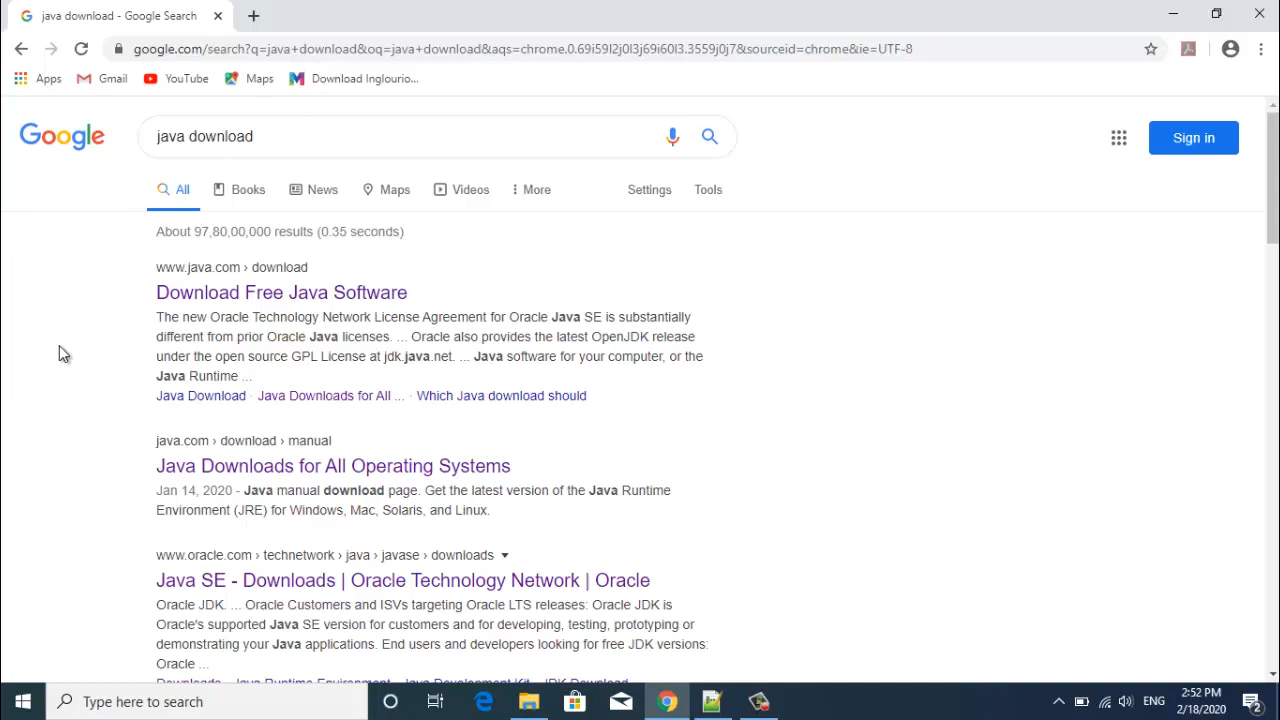 java download - Google Search
google.com/search?q=java+download&oq=java+download&aqs=chrome.0.69i59l2j0l3j69i60l3.3559j0j7&sourceid=chrome&ie=UTF-8
Apps Gmail YouTube Maps Download Inglourio...
Google java download Sign in
All Books News Maps Videos More Settings Tools
About 97,80,00,000 results (0.35 seconds)
www.java.com › download
Download Free Java Software
The new Oracle Technology Network License Agreement for Oracle Java SE is substantially
different from prior Oracle Java licenses. ... Oracle also provides the latest OpenJDK release
under the open source GPL License at jdk.java.net. ... Java software for your computer, or the
Java Runtime ...
Java Download · Java Downloads for All ... · Which Java download should
java.com › download › manual
Java Downloads for All Operating Systems
Jan 14, 2020 - Java manual download page. Get the latest version of the Java Runtime
Environment (JRE) for Windows, Mac, Solaris, and Linux.
www.oracle.com › technetwork › java › javase › downloads
Java SE - Downloads | Oracle Technology Network | Oracle
Oracle JDK. ... Oracle Customers and ISVs targeting Oracle LTS releases: Oracle JDK is
Oracle's supported Java SE version for customers and for developing, testing, prototyping or
demonstrating your Java applications. End users and developers looking for free JDK versions:
Oracle ...
Downloads · Java Runtime Environment · Java Development Kit · JDK Download
Type here to search
ENG
2:52 PM
2/18/2020
2